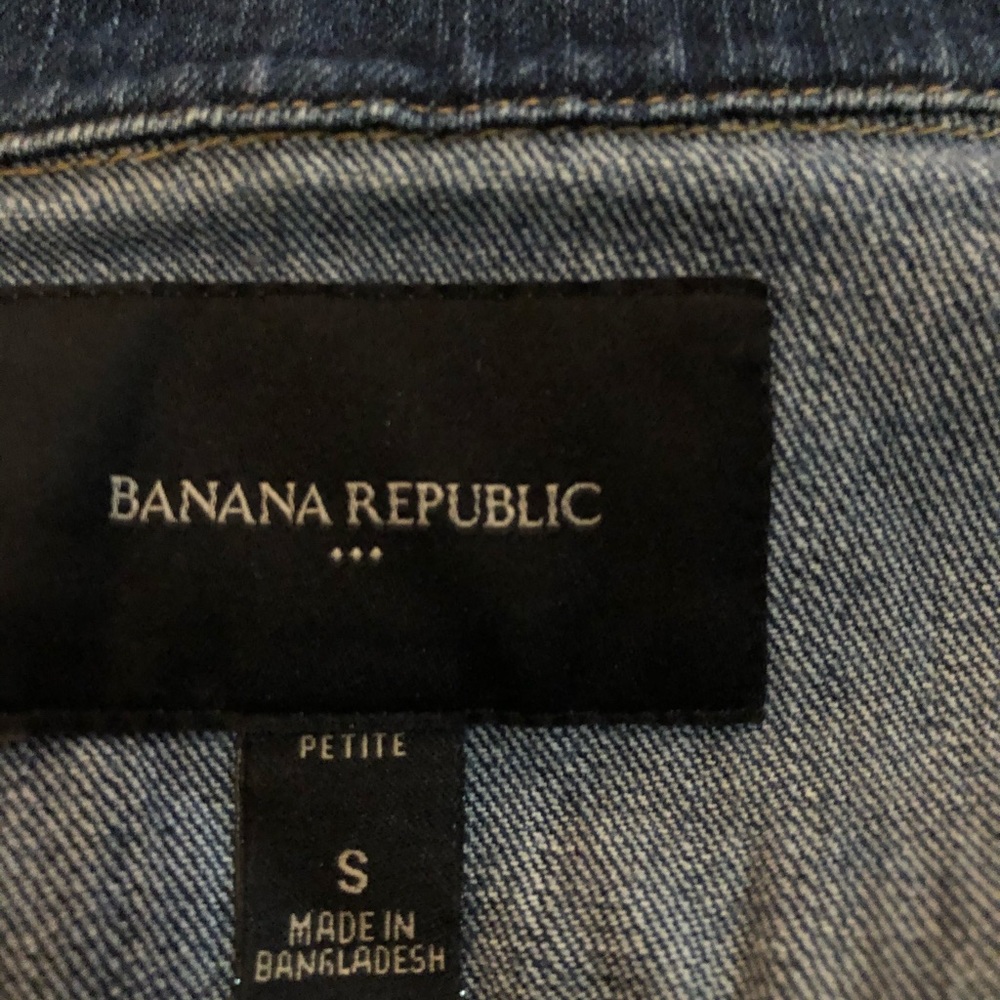 BANANA REPUBLIC
PETITE
S
MADE IN
BANGLADESH